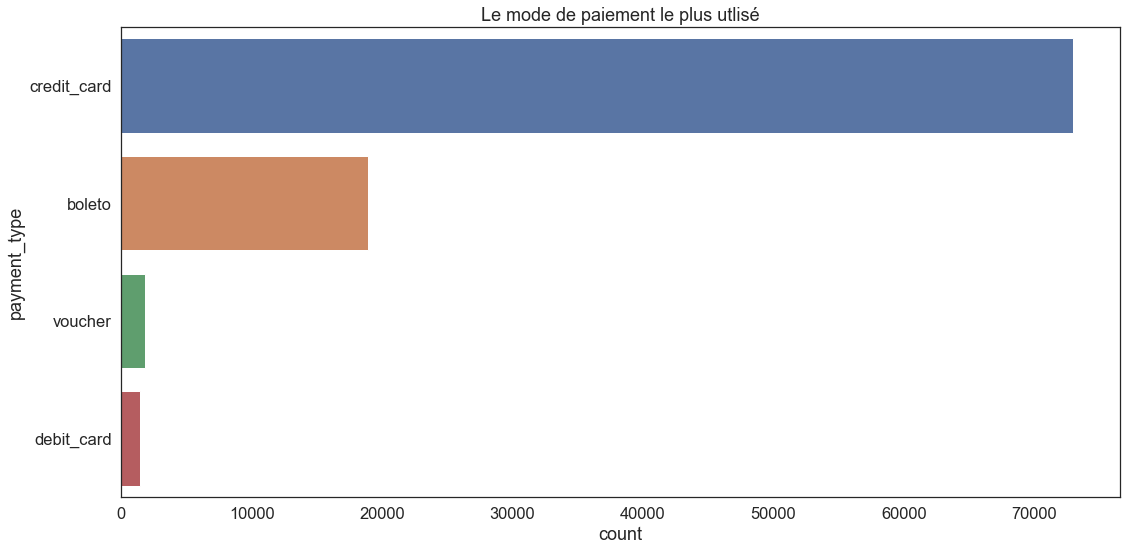 Le mode de paiement le plus utlisé
credit_card
boleto
voucher
debit_card
payment_type
0 10000 20000 30000 40000 50000 60000 70000
count